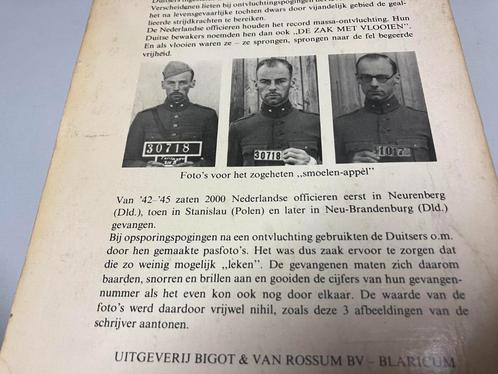 Verscheidenen lieten bij ontvluchtingspogingen het
na levensgevaarlijke tochten dwars door vijandelijk gebied de geal-
lieerde strijdkrachten te bereiken.
De Nederlandse officieren houden het record massa-ontvluchting. Hun
Duitse bewakers noemden hen dan ook „DE ZAK MET VLOOIEN".
En als vlooien waren ze – ze sprongen, sprongen naar de fel begeerde
vrijheid.
30718
30718
1017
Foto's voor het zogeheten „smoelen-appèl"
Van '42–'45 zaten 2000 Nederlandse officieren eerst in Neurenberg
(Dld.), toen in Stanislau (Polen) en later in Neu-Brandenburg (Dld.)
gevangen.
Bij opsporingspogingen na een ontvluchting gebruikten de Duitsers o.m.
door hen gemaakte pasfoto's. Het was dus zaak ervoor te zorgen dat
die zo weinig mogelijk „leken". De gevangenen maten zich daarom
baarden, snorren en brillen aan en gooiden de cijfers van hun gevangen-
nummer als het even kon ook nog door elkaar. De waarde van de
foto's werd daardoor vrijwel nihil, zoals deze 3 afbeeldingen van de
schrijver aantonen.
UITGEVERIJ BIGOT & VAN ROSSUM BV – BLARICUM